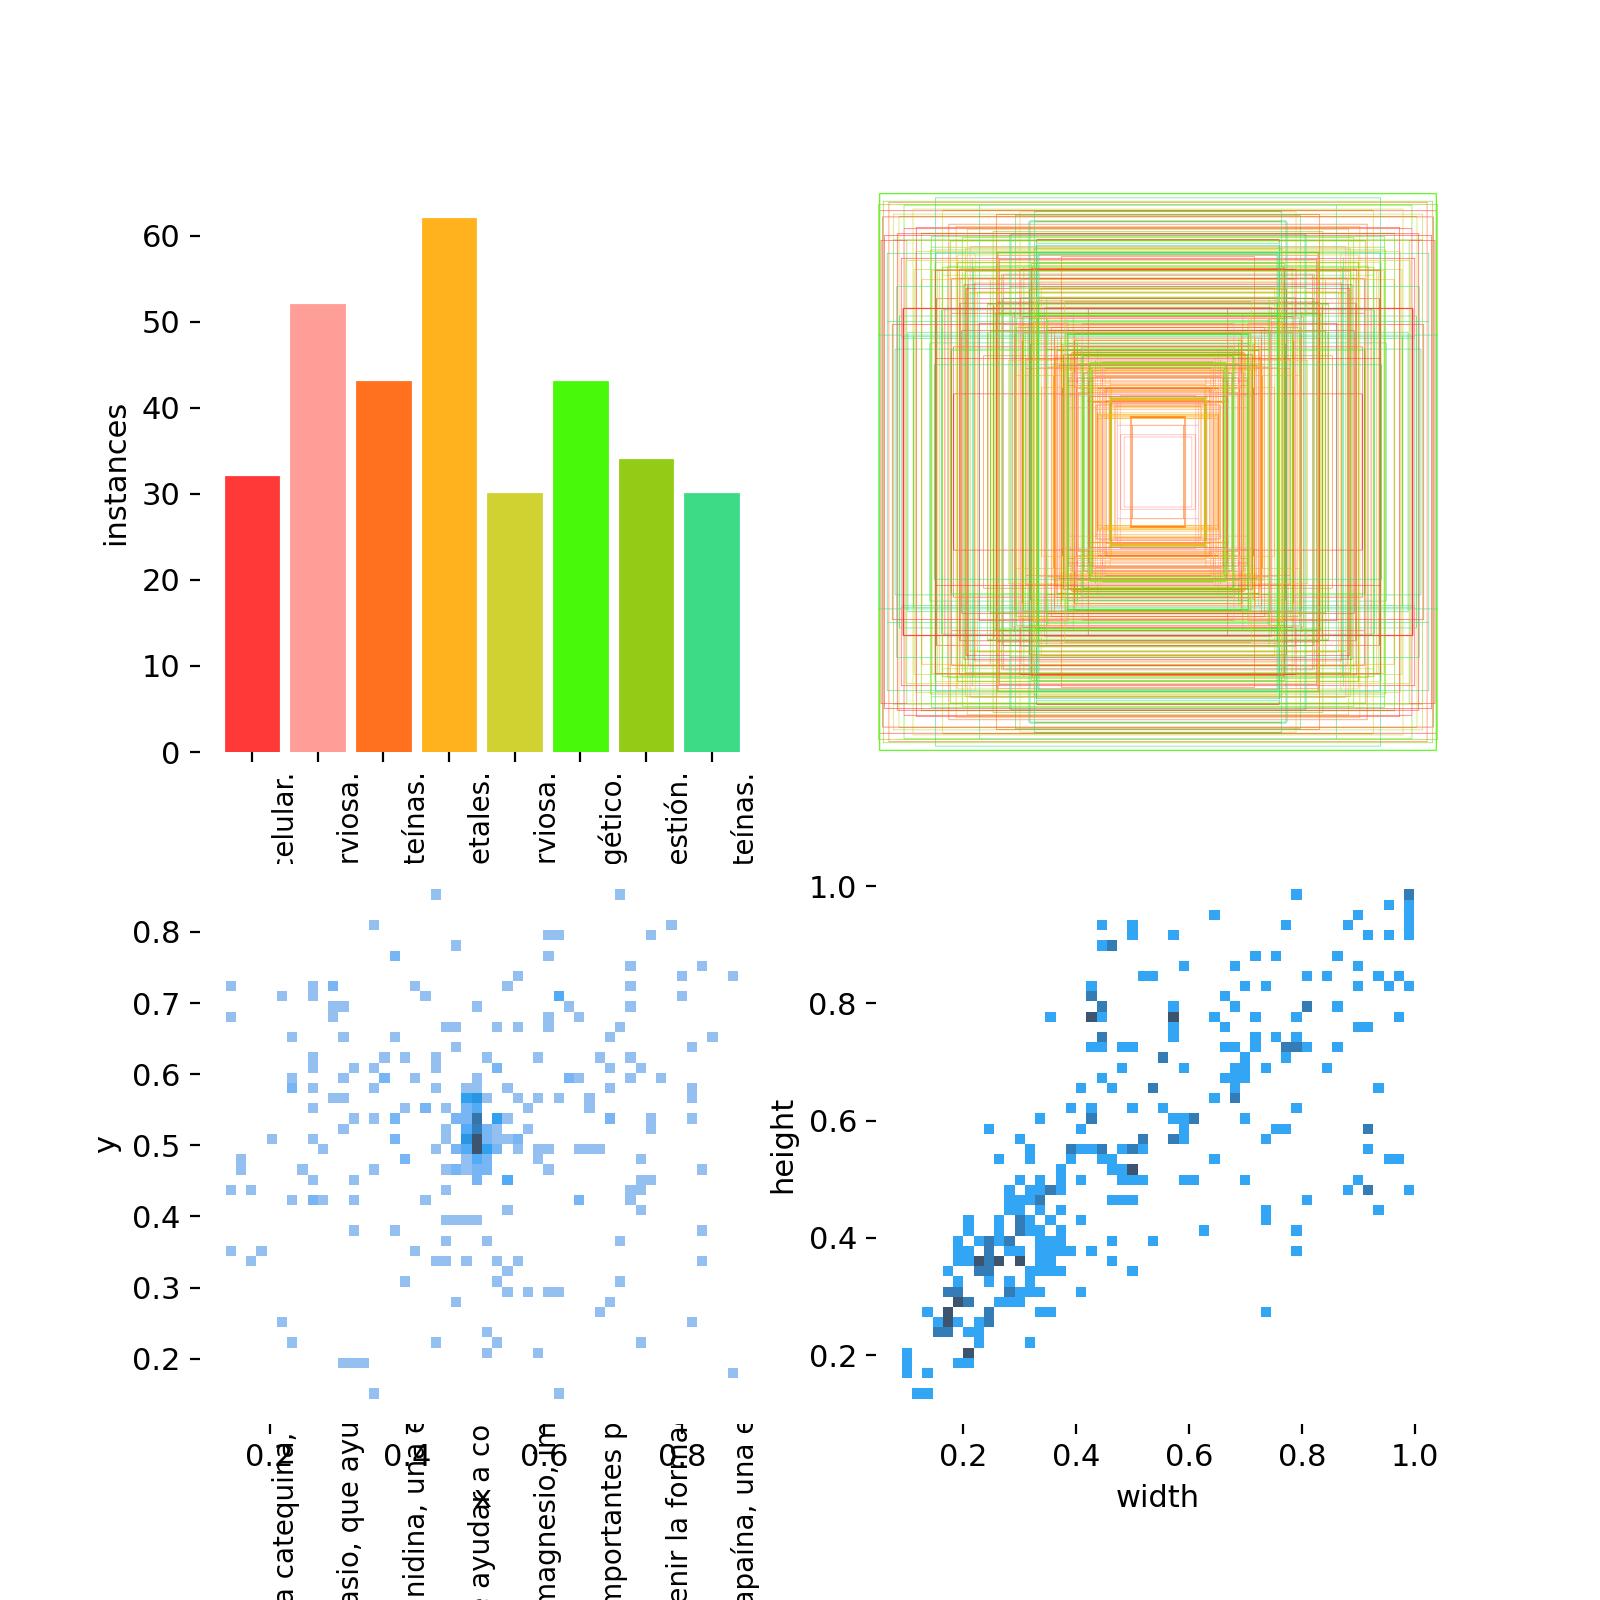 instances
60
50
40
30
20
10
0
celular.
rviosa.
teínas.
etales.
rviosa.
gético.
estión.
teínas.
y
0.8
0.7
0.6
0.5
0.4
0.3
0.2
0.2
0.4
0.6
0.8
x
a catequina,
asio, que ayu
nidina, una
ayuda a co
magnesio, im
mportantes p
enir la forma
apaína, una e
height
1.0
0.8
0.6
0.4
0.2
0.2
0.4
0.6
0.8
1.0
width